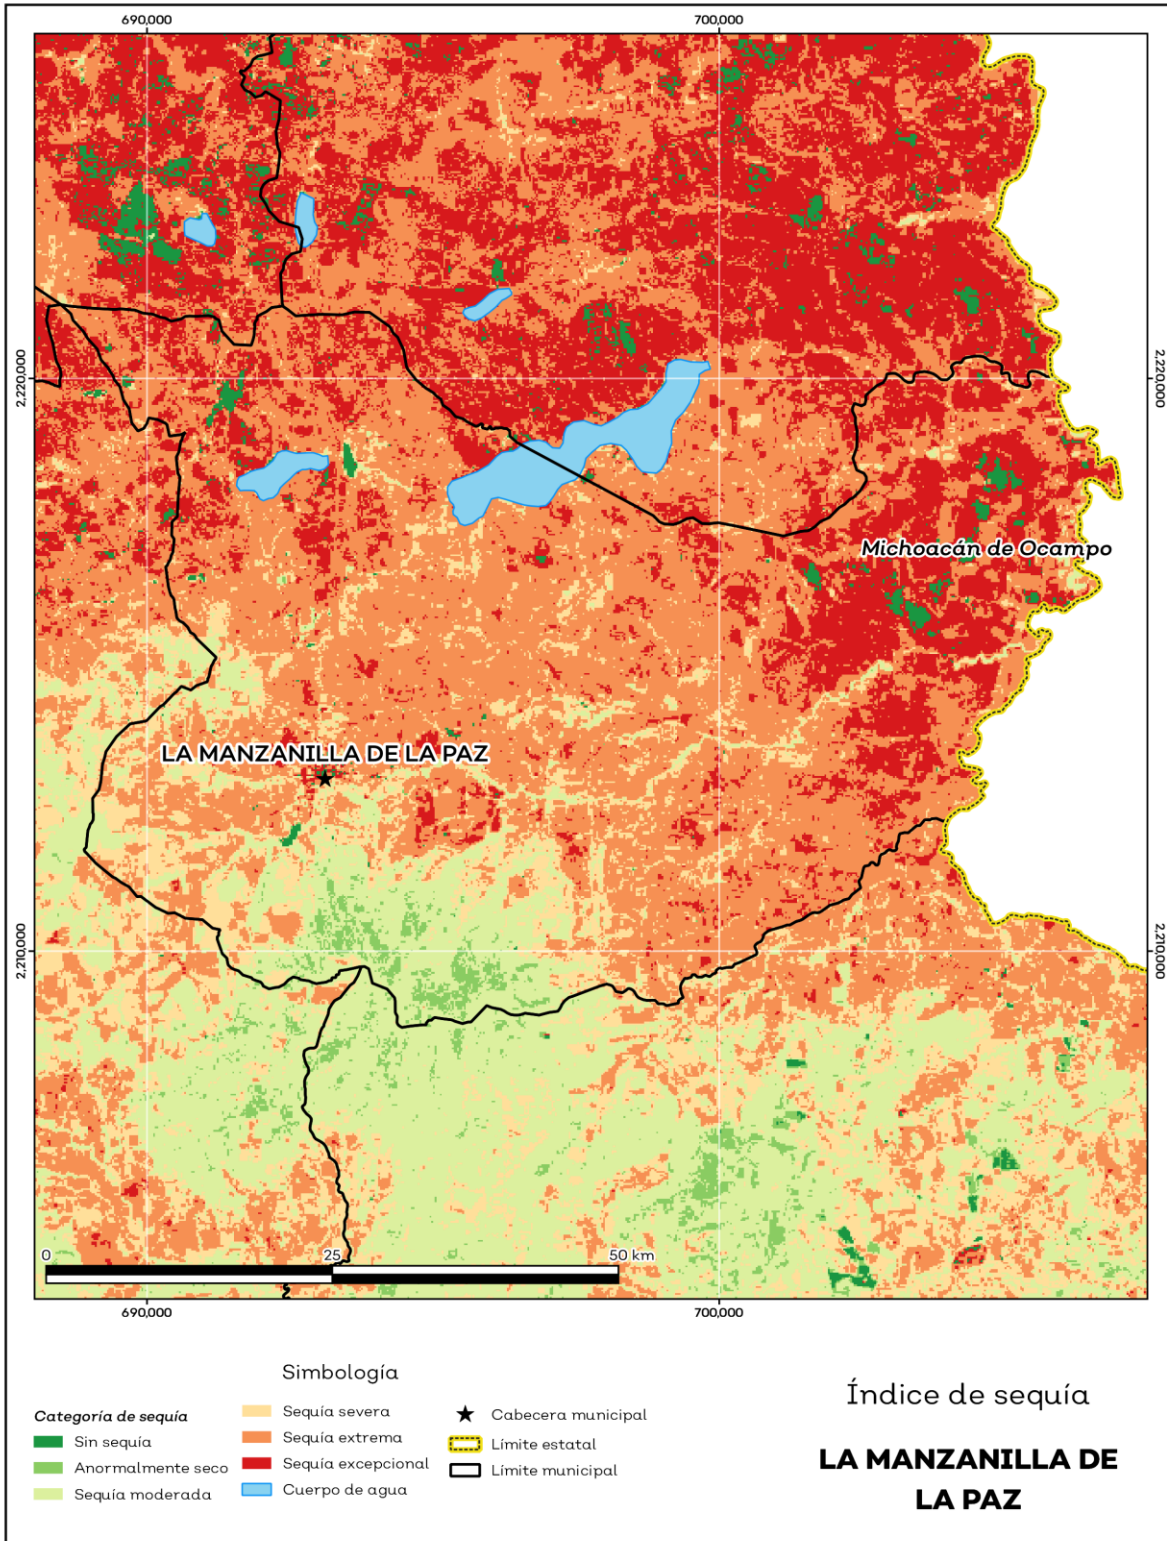 690,000
700,000
2,220,000
2,220,000
Michoacán de Ocampo
LA MANZANILLA DE LA PAZ
2,210,000
2,210,000
0
25
50 km
690,000
700,000
Simbología
Categoría de sequía
Sin sequía
Anormalmente seco
Sequía moderada
Sequía severa
Sequía extrema
Sequía excepcional
Cuerpo de agua
Cabecera municipal
Límite estatal
Límite municipal
Índice de sequía
LA MANZANILLA DE
LA PAZ